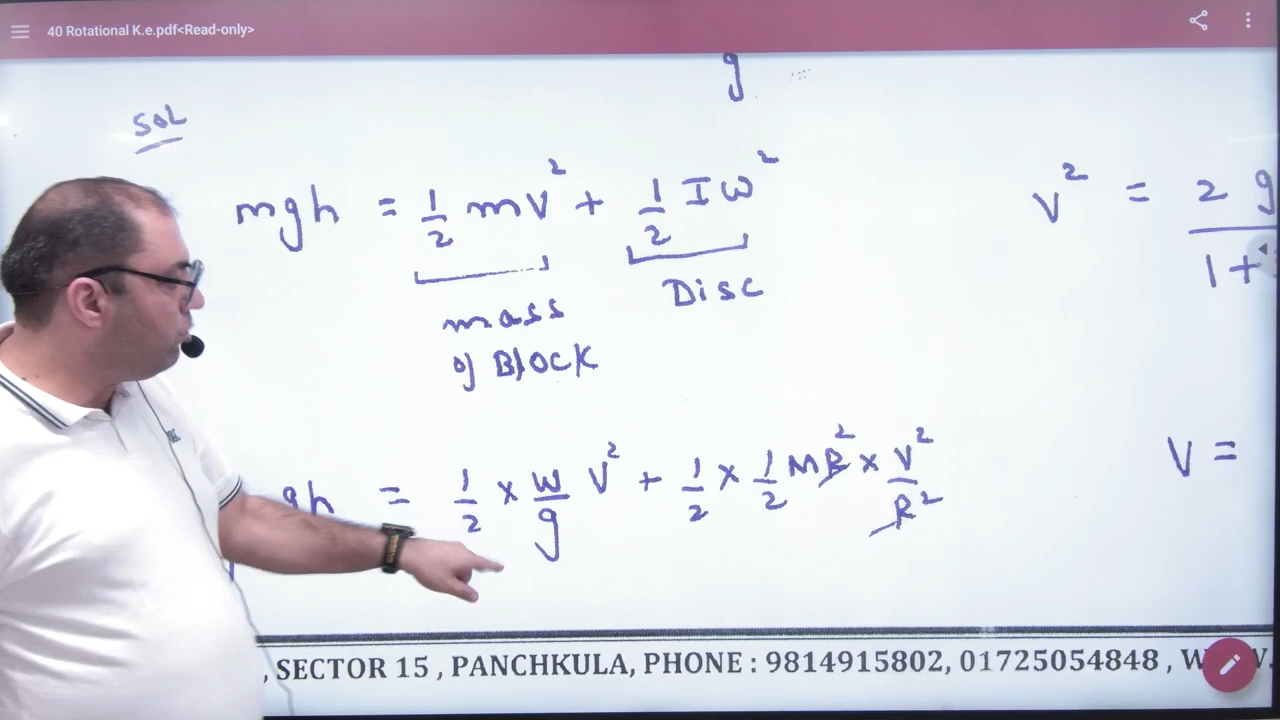 40 Rotational K.e.pdf<Read-only>
g
SOL
mgh = 1/2 mv² + 1/2 Iω²
mass of Block
Disc
gh = 1/2 × W/g v² + 1/2 × 1/2 MR² × v²/R²
v² = 2 g
1+
V =
, SECTOR 15 , PANCHKULA, PHONE : 9814915802, 01725054848 , W